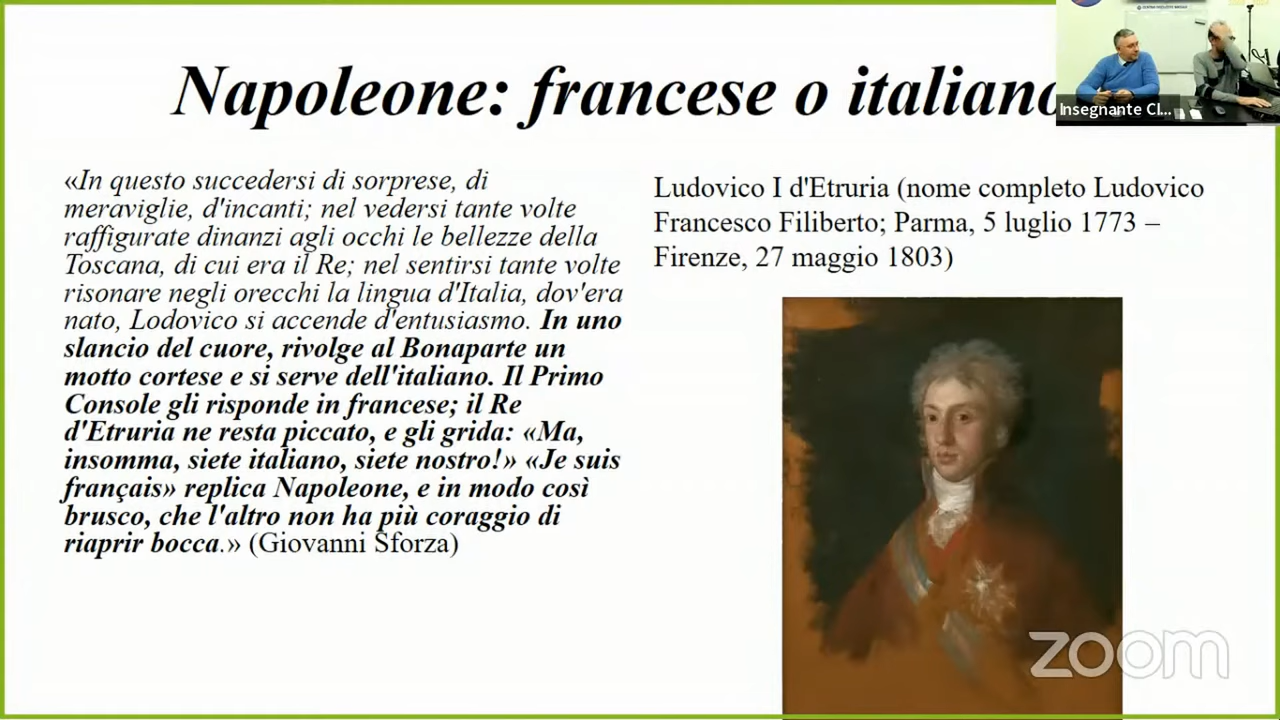 Napoleone: francese o italiano
Insegnante Cl...
«In questo succedersi di sorprese, di
meraviglie, d'incanti; nel vedersi tante volte
raffigurate dinanzi agli occhi le bellezze della
Toscana, di cui era il Re; nel sentirsi tante volte
risonare negli orecchi la lingua d'Italia, dov'era
nato, Lodovico si accende d'entusiasmo. In uno
slancio del cuore, rivolge al Bonaparte un
motto cortese e si serve dell'italiano. Il Primo
Console gli risponde in francese; il Re
d'Etruria ne resta piccato, e gli grida: «Ma,
insomma, siete italiano, siete nostro!» «Je suis
français» replica Napoleone, e in modo così
brusco, che l'altro non ha più coraggio di
riaprir bocca.» (Giovanni Sforza)
Ludovico I d'Etruria (nome completo Ludovico
Francesco Filiberto; Parma, 5 luglio 1773 –
Firenze, 27 maggio 1803)
zoom